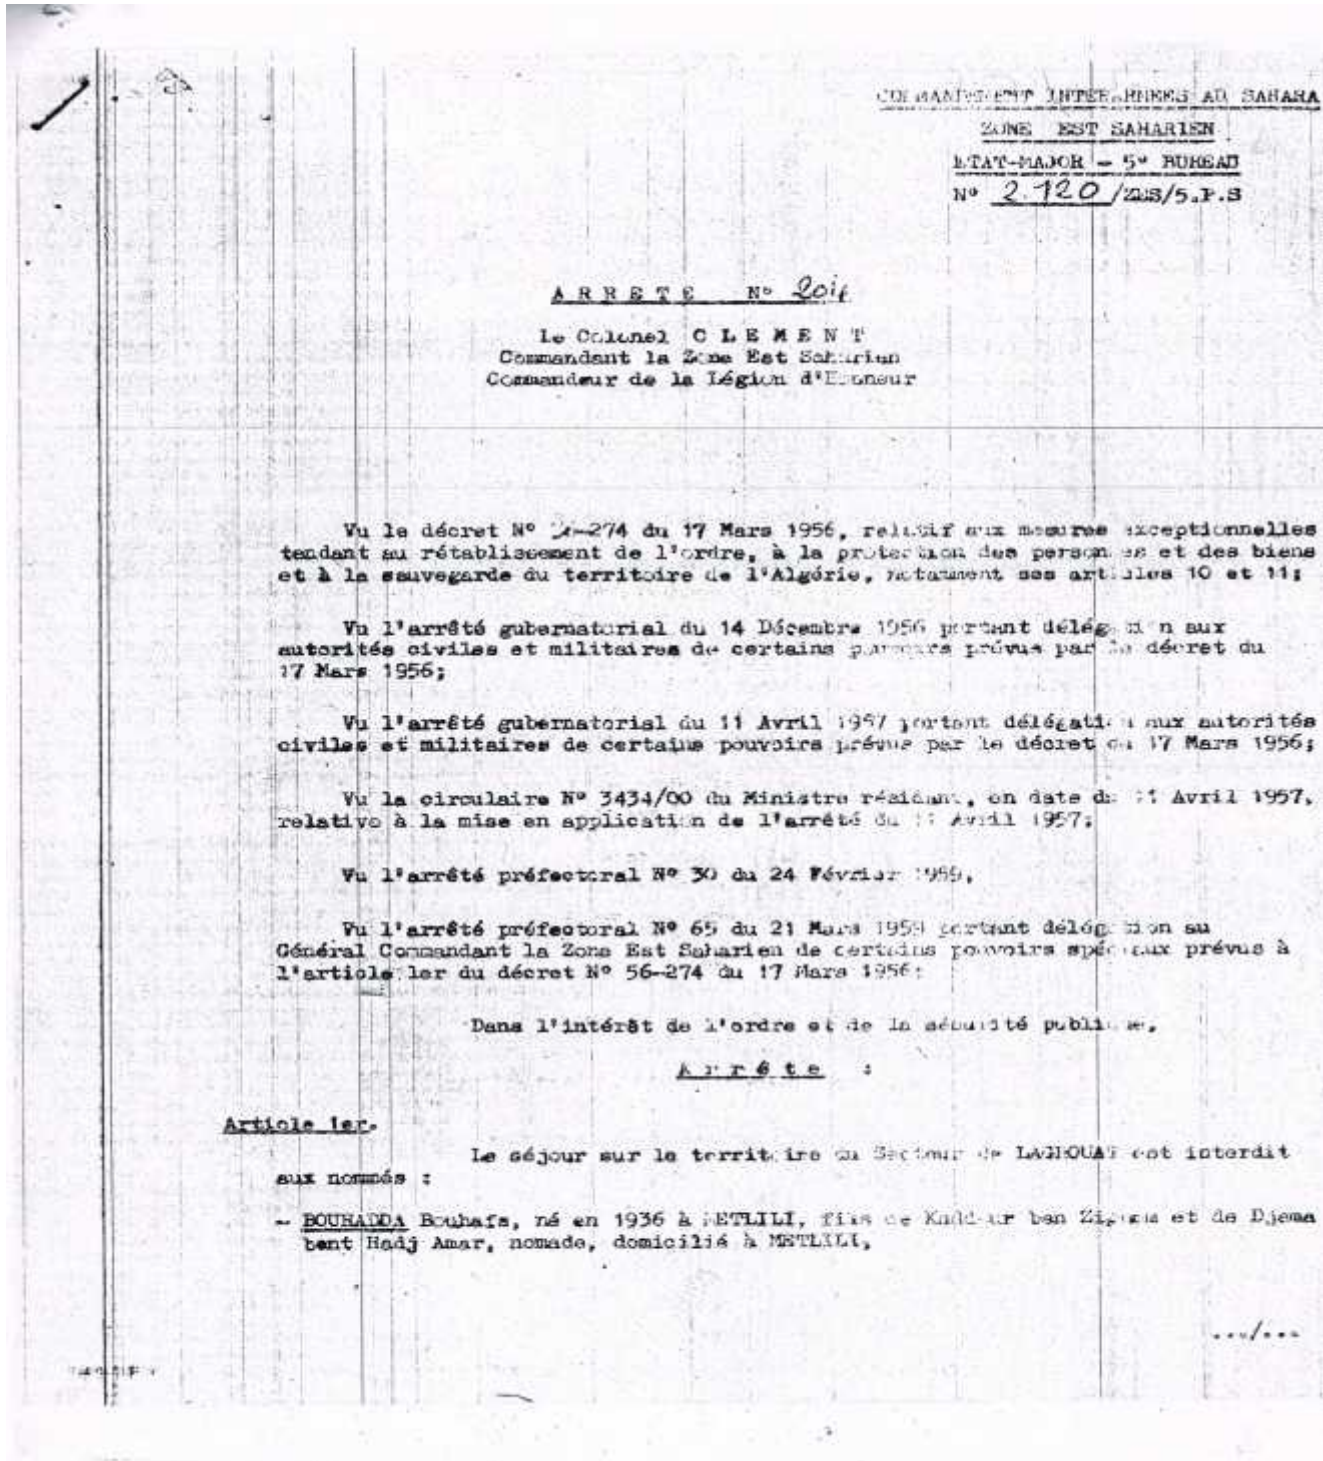 COMMANDEMENT INTERARMEES AU SAHARA
ZONE EST SAHARIEN
ETAT-MAJOR - 5° BUREAU
N° 2.120/ZES/5.P.S
ARRETE N°
Le Colonel CLEMENT
Commandant la Zone Est Saharien
Commandeur de la Légion d'Honneur
Vu le décret N° -274 du 17 Mars 1956, relatif aux mesures exceptionnelles
tendant au rétablissement de l'ordre, à la protection des personnes et des biens
et à la sauvegarde du territoire de l'Algérie, notamment ses articles 10 et 11;
Vu l'arrêté gubernatorial du 14 Décembre 1956 portant délégation aux
autorités civiles et militaires de certains pouvoirs prévus par le décret du
17 Mars 1956;
Vu l'arrêté gubernatorial du 11 Avril 1957 portant délégation aux autorités
civiles et militaires de certains pouvoirs prévus par le décret du 17 Mars 1956;
Vu la circulaire N° 3434/00 du Ministre résidant, en date du 11 Avril 1957,
relative à la mise en application de l'arrêté du 11 Avril 1957;
Vu l'arrêté préfectoral N° 30 du 24 Février 1959,
Vu l'arrêté préfectoral N° 65 du 21 Mars 1959 portant délégation au
Général Commandant la Zone Est Saharien de certains pouvoirs spéciaux prévus à
l'article 1er du décret N° 56-274 du 17 Mars 1956;
Dans l'intérêt de l'ordre et de la sécurité publique,
Arrête :
Article 1er.
Le séjour sur le territoire du Secteur de LAGHOUAT est interdit
aux nommés :
- BOUHADDA Bouhafs, né en 1936 à METLILI, fils de Kaddour ben et de Djema
bent Hadj Amar, nomade, domicilié à METLILI,
.../...